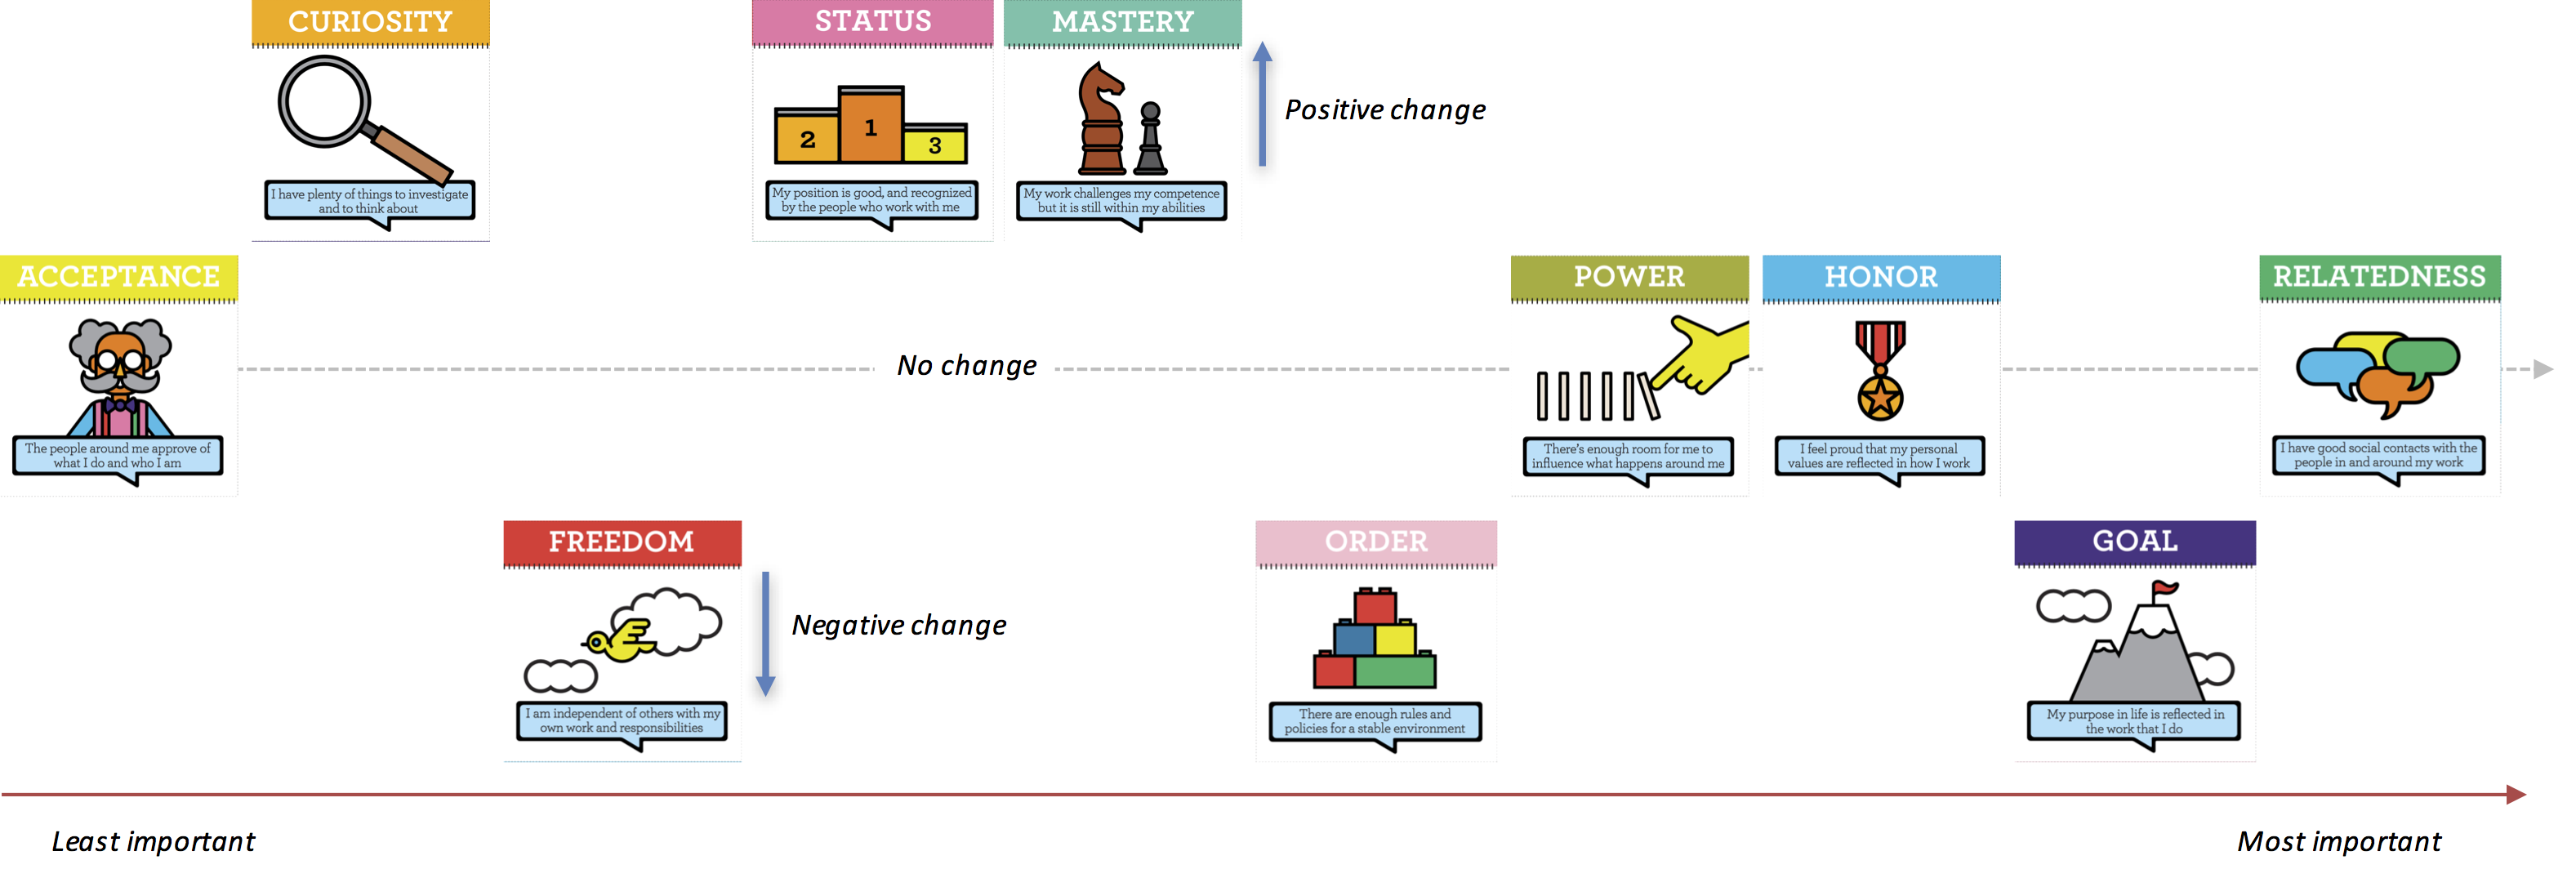 CURIOSITY
I have plenty of things to investigate
and to think about
STATUS
2
1
3
My position is good, and recognized
by the people who work with me
MASTERY
My work challenges my competence
but it is still within my abilities
Positive change
ACCEPTANCE
The people around me approve of
what I do and who I am
No change
POWER
There's enough room for me to
influence what happens around me
HONOR
I feel proud that my personal
values are reflected in how I work
RELATEDNESS
I have good social contacts with the
people in and around my work
FREEDOM
I am independent of others with my
own work and responsibilities
Negative change
ORDER
There are enough rules and
policies for a stable environment
GOAL
My purpose in life is reflected in
the work that I do
Least important
Most important